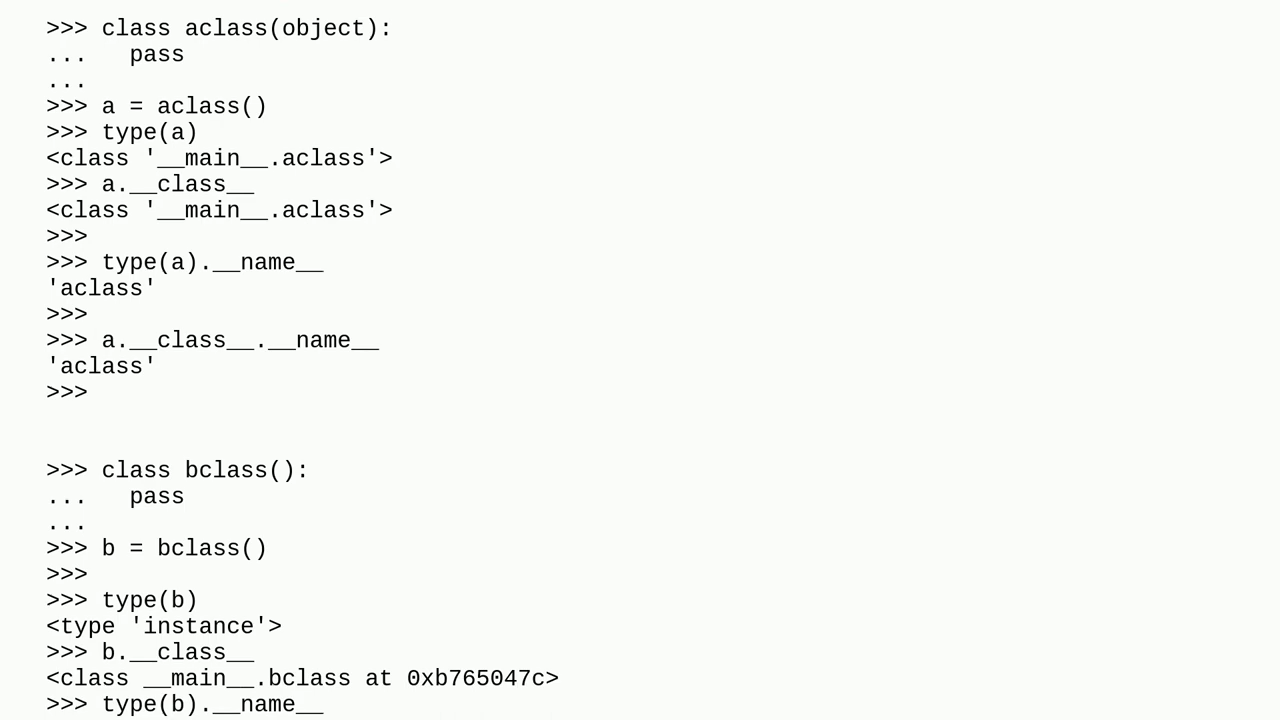 >>> class aclass(object):
...   pass
...
>>> a = aclass()
>>> type(a)
<class '__main__.aclass'>
>>> a.__class__
<class '__main__.aclass'>
>>>
>>> type(a).__name__
'aclass'
>>>
>>> a.__class__.__name__
'aclass'
>>>
>>> class bclass():
...   pass
...
>>> b = bclass()
>>>
>>> type(b)
<type 'instance'>
>>> b.__class__
<class __main__.bclass at 0xb765047c>
>>> type(b).__name__